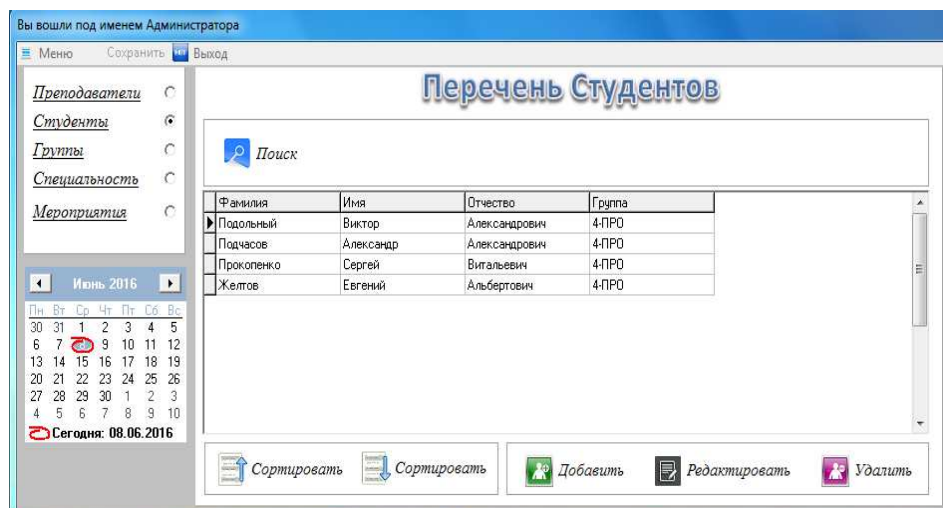 Вы вошли под именем Администратора
Меню Сохранить Выход
Преподаватели
Студенты
Группы
Специальность
Мероприятия
Перечень Студентов
Поиск
Фамилия Имя Отчество Группа
Подольный Виктор Александрович 4-ПРО
Подчасов Александр Александрович 4-ПРО
Прокопенко Сергей Витальевич 4-ПРО
Желтов Евгений Альбертович 4-ПРО
Июнь 2016
Пн Вт Ср Чт Пт Сб Вс
30 31 1 2 3 4 5
6 7 9 10 11 12
13 14 15 16 17 18 19
20 21 22 23 24 25 26
27 28 29 30 1 2 3
4 5 6 7 8 9 10
Сегодня: 08.06.2016
Сортировать Сортировать Добавить Редактировать Удалить